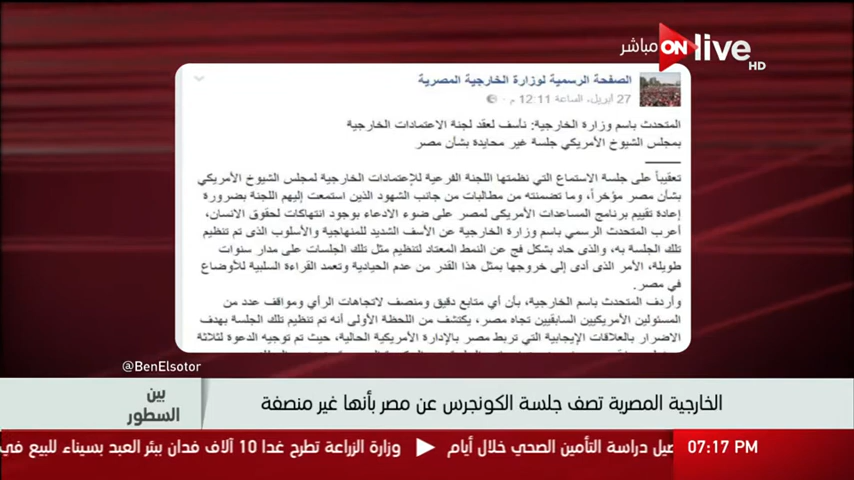 مباشر
ON live
HD
الصفحة الرسمية لوزارة الخارجية المصرية
27 أبريل، الساعة 12:11 م
المتحدث باسم وزارة الخارجية: نأسف لعقد لجنة الاعتمادات الخارجية
بمجلس الشيوخ الأمريكي جلسة غير محايدة بشأن مصر
تعقيباً على جلسة الاستماع التي نظمتها اللجنة الفرعية للإعتمادات الخارجية لمجلس الشيوخ الأمريكي
بشأن مصر مؤخراً، وما تضمنته من مطالبات من جانب الشهود الذين استمعت إليهم اللجنة بضرورة
إعادة تقييم برنامج المساعدات الأمريكى لمصر على ضوء الادعاء بوجود انتهاكات لحقوق الانسان،
أعرب المتحدث الرسمي باسم وزارة الخارجية عن الأسف الشديد للمنهاجية والأسلوب الذى تم تنظيم
تلك الجلسة به، والذى حاد بشكل فج عن النمط المعتاد لتنظيم مثل تلك الجلسات على مدار سنوات
طويلة، الأمر الذى أدى إلى خروجها بمثل هذا القدر من عدم الحيادية وتعمد القراءة السلبية للأوضاع
في مصر.
وأردف المتحدث باسم الخارجية، بأن أي متابع دقيق ومنصف لاتجاهات الرأي ومواقف عدد من
المسئولين الأمريكيين السابقيين تجاه مصر، يكتشف من اللحظة الأولى أنه تم تنظيم تلك الجلسة بهدف
الاضرار بالعلاقات الإيجابية التي تربط مصر بالإدارة الأمريكية الحالية، حيث تم توجيه الدعوة لثلاثة
@BenElsotor
بين
السطور
الخارجية المصرية تصف جلسة الكونجرس عن مصر بأنها غير منصفة
صيل دراسة التأمين الصحي خلال أيام ◀ وزارة الزراعة تطرح غدا 10 آلاف فدان ببئر العبد بسيناء للبيع في
07:17 PM